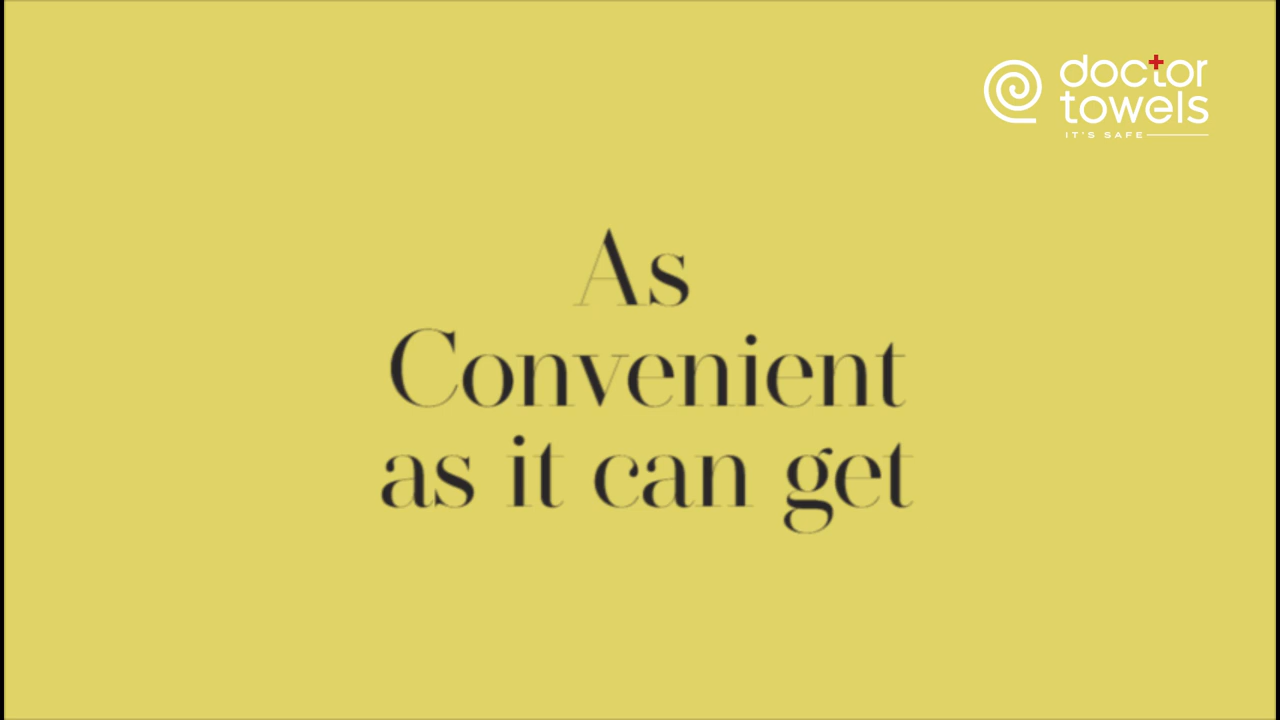 doctor
towels
IT'S SAFE
As
Convenient
as it can get